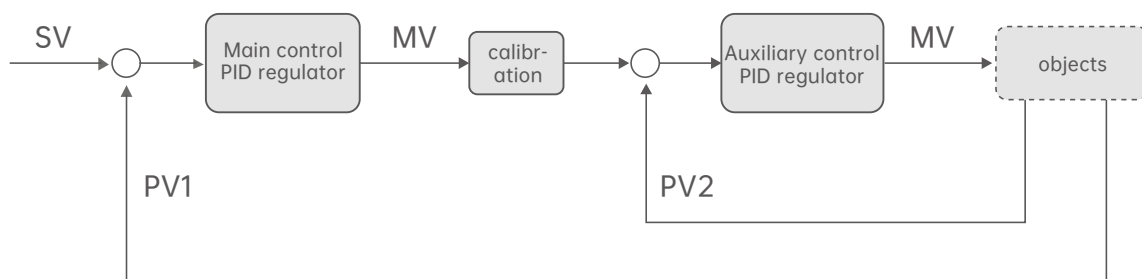 SV
Main control
PID regulator
MV
calibr-
ation
Auxiliary control
PID regulator
MV
objects
PV1
PV2